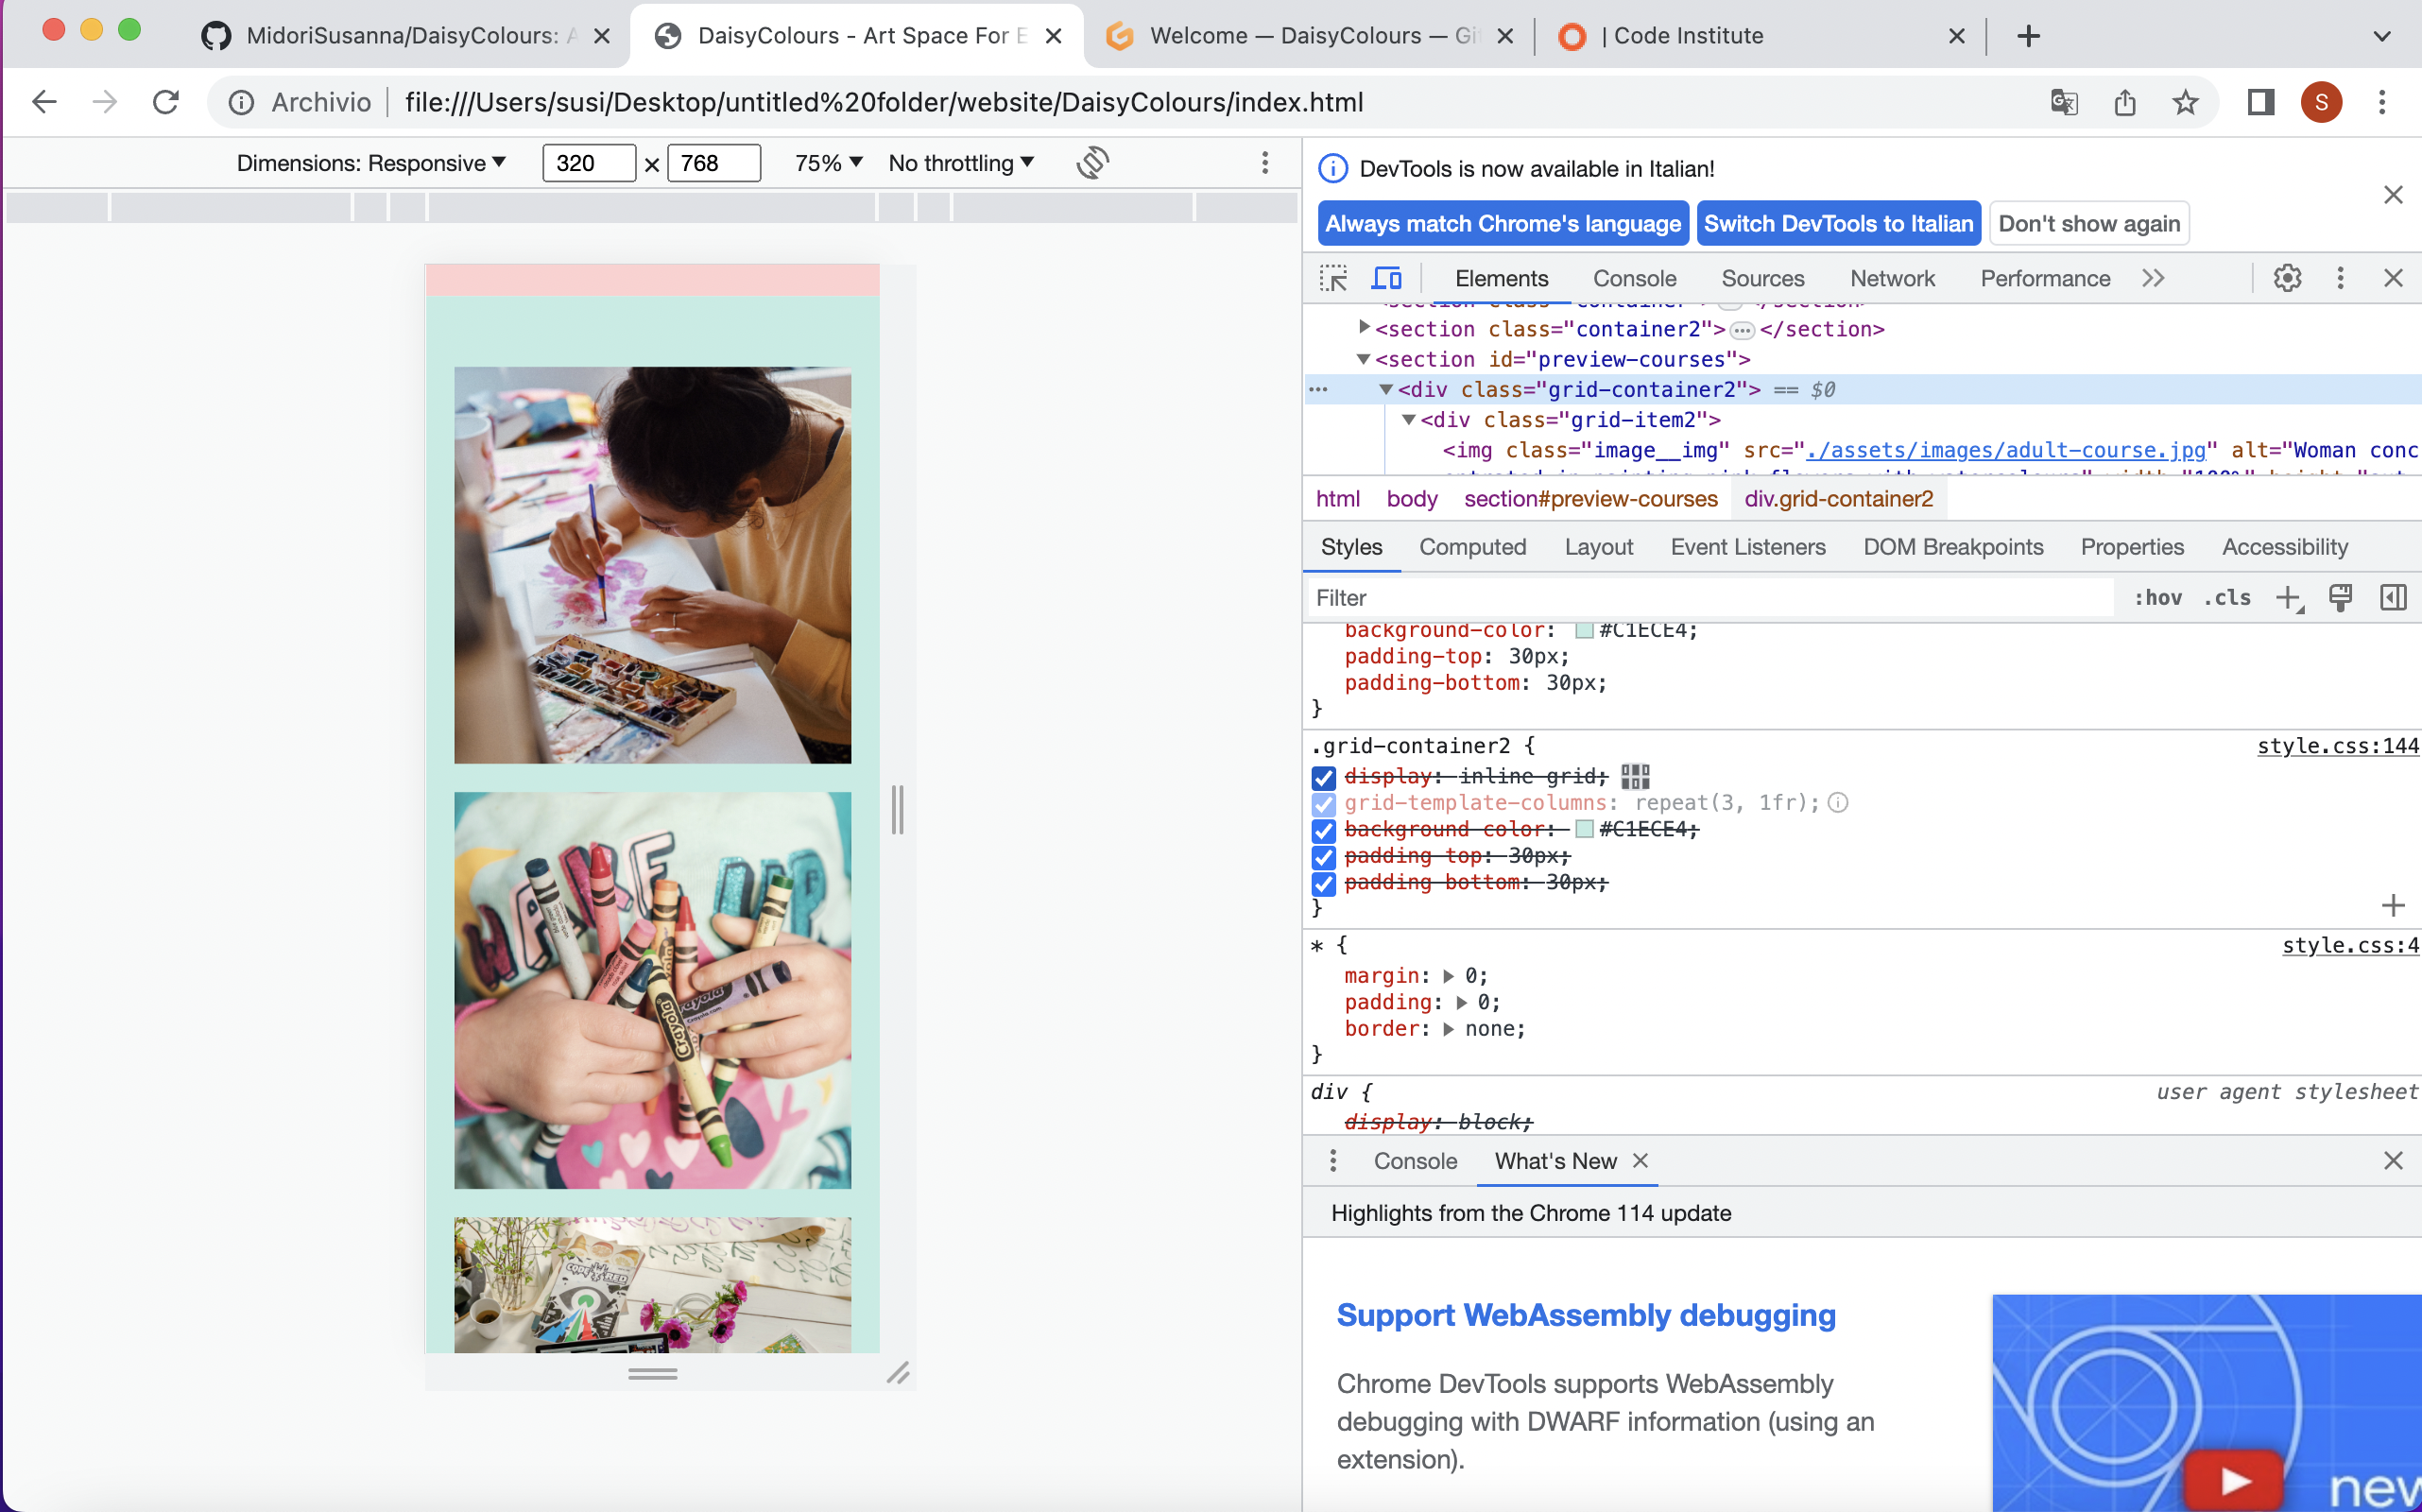 MidoriSusanna/DaisyColours: A
DaisyColours - Art Space For E
Welcome — DaisyColours — Git
| Code Institute
Archivio
file:///Users/susi/Desktop/untitled%20folder/website/DaisyColours/index.html
S
Dimensions: Responsive
320 × 768
75%
No throttling
DevTools is now available in Italian!
Always match Chrome's language
Switch DevTools to Italian
Don't show again
Elements
Console
Sources
Network
Performance
<section class="container2"> </section>
<section id="preview-courses">
<div class="grid-container2"> == $0
<div class="grid-item2">
<img class="image__img" src="./assets/images/adult-course.jpg" alt="Woman conc
html body section#preview-courses div.grid-container2
Styles
Computed
Layout
Event Listeners
DOM Breakpoints
Properties
Accessibility
Filter
:hov .cls
background-color: #C1ECE4;
padding-top: 30px;
padding-bottom: 30px;
}
.grid-container2 {
style.css:144
display: inline-grid;
grid-template-columns: repeat(3, 1fr);
background-color: #C1ECE4;
padding-top: 30px;
padding-bottom: 30px;
}
* {
style.css:4
margin: 0;
padding: 0;
border: none;
}
div {
user agent stylesheet
display: block;
Console
What's New
Highlights from the Chrome 114 update
Support WebAssembly debugging
Chrome DevTools supports WebAssembly
debugging with DWARF information (using an
extension).
new
WAKE UP
Crayola
crayola
CODE RED